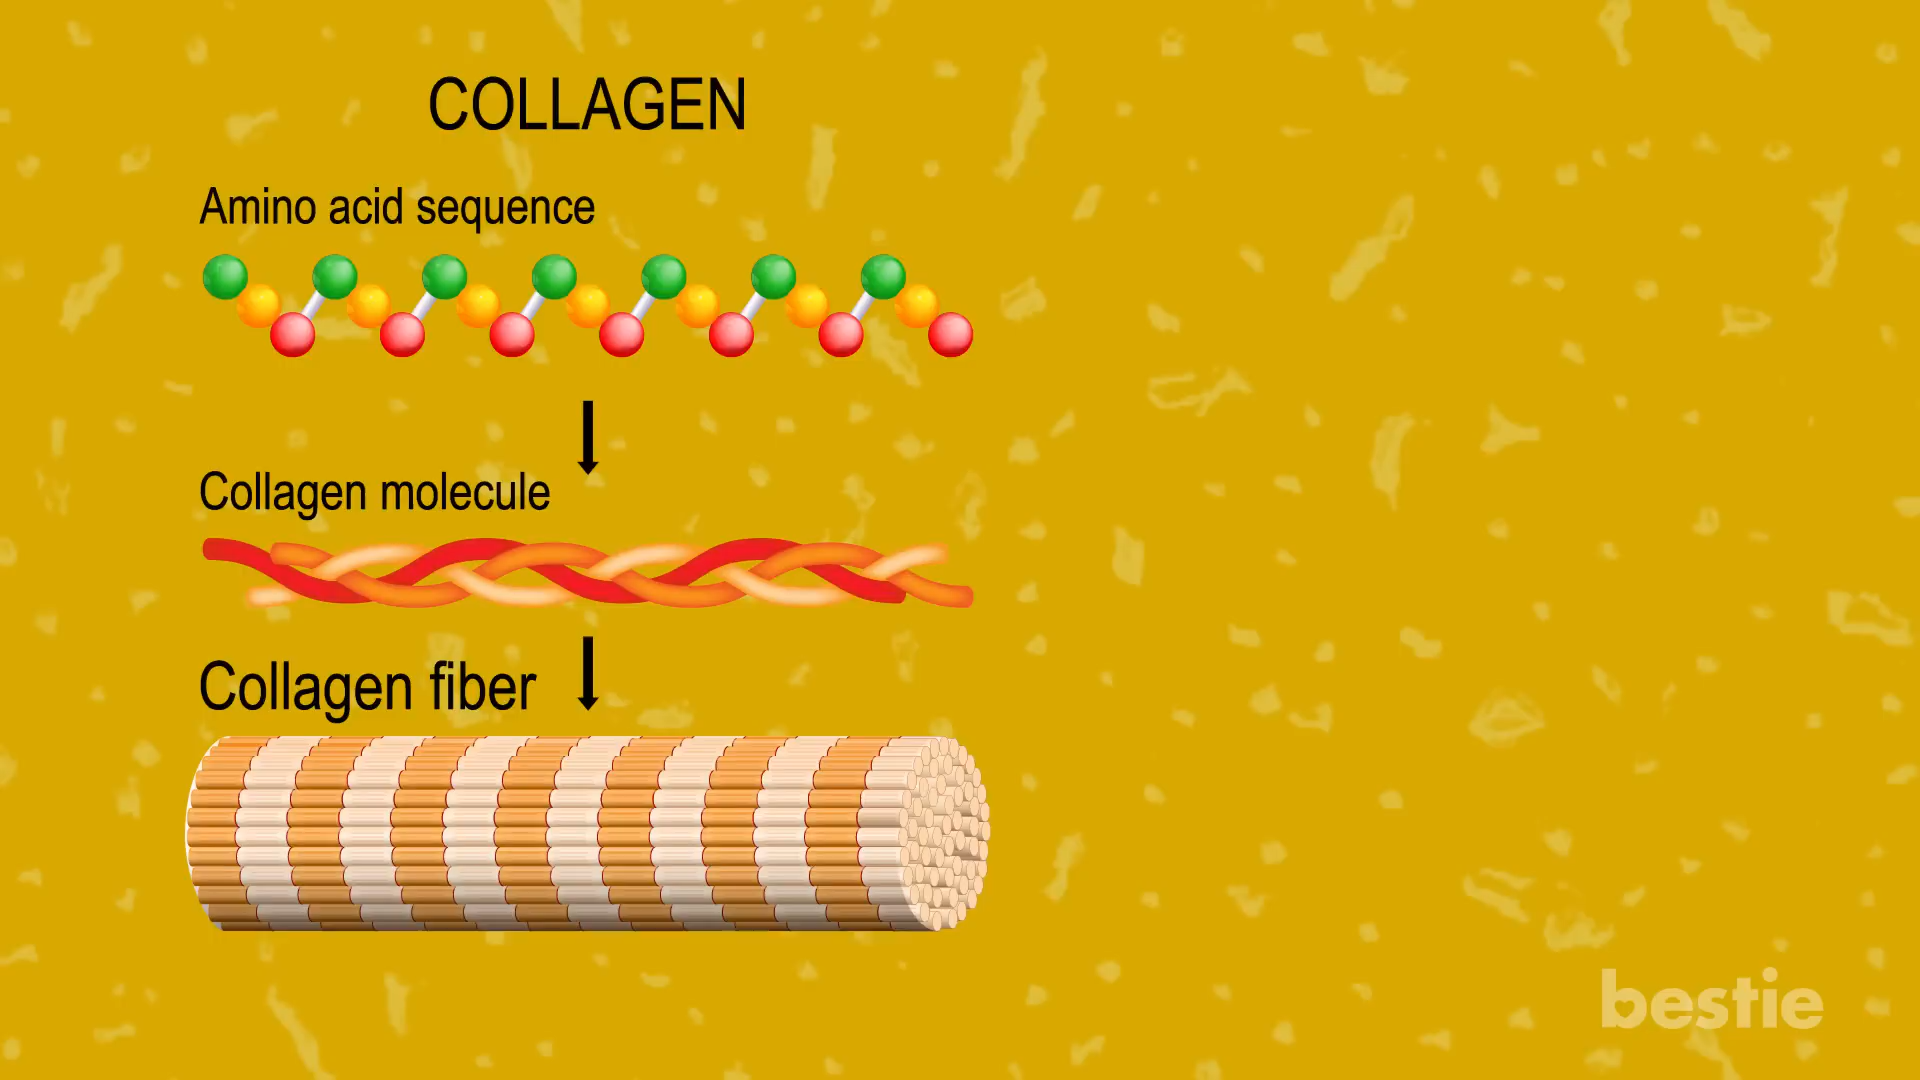 COLLAGEN
Amino acid sequence
Collagen molecule
Collagen fiber
bestie